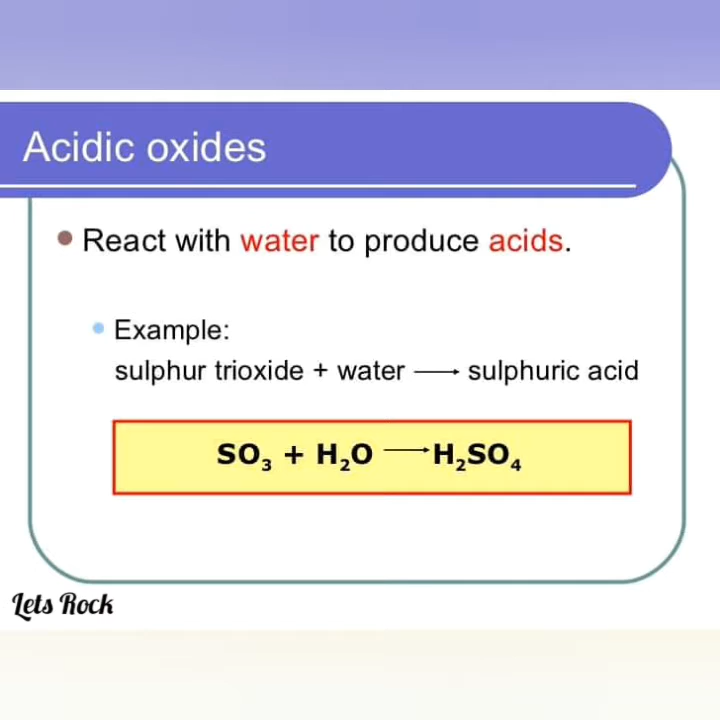 Acidic oxides
React with water to produce acids.
Example:
sulphur trioxide + water ⟶ sulphuric acid
SO₃ + H₂O ⟶ H₂SO₄
Lets Rock